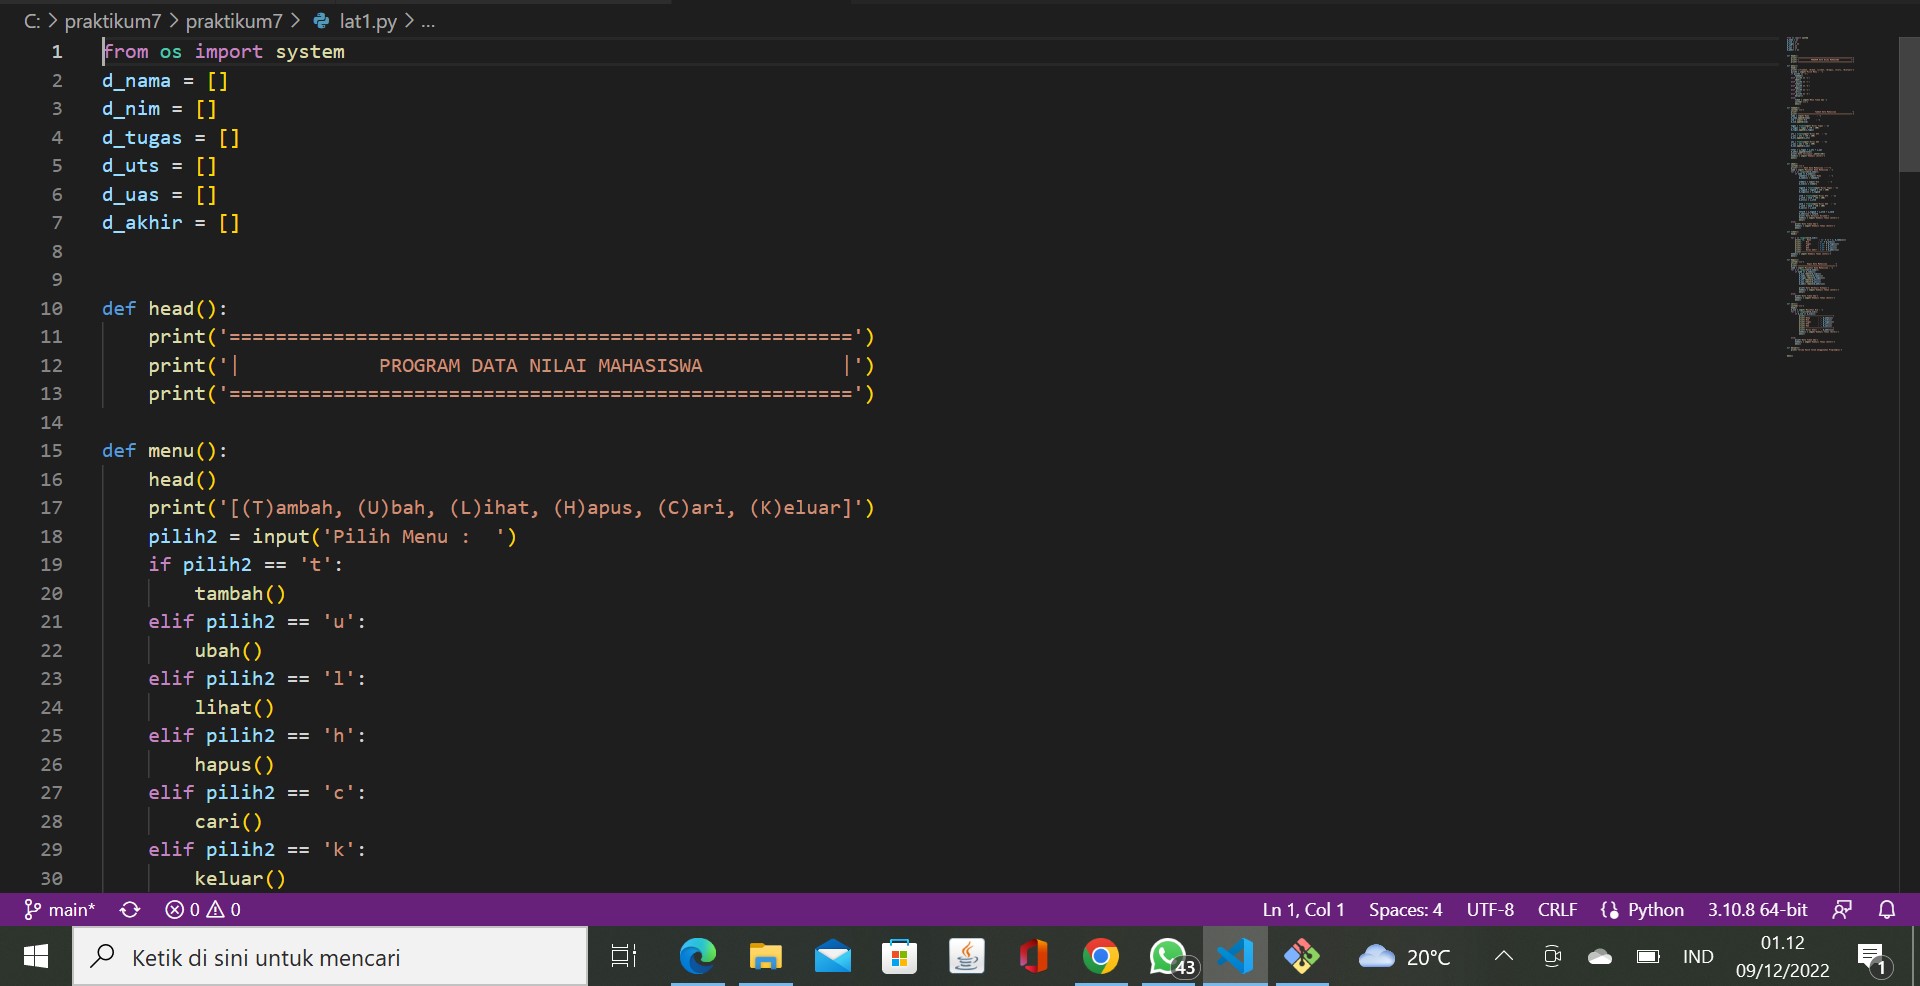 C: > praktikum7 > praktikum7 > lat1.py > ...
1 from os import system
2 d_nama = []
3 d_nim = []
4 d_tugas = []
5 d_uts = []
6 d_uas = []
7 d_akhir = []
8
9
10 def head():
11     print('======================================================')
12     print('|            PROGRAM DATA NILAI MAHASISWA            |')
13     print('======================================================')
14
15 def menu():
16     head()
17     print('[(T)ambah, (U)bah, (L)ihat, (H)apus, (C)ari, (K)eluar]')
18     pilih2 = input('Pilih Menu :  ')
19     if pilih2 == 't':
20         tambah()
21     elif pilih2 == 'u':
22         ubah()
23     elif pilih2 == 'l':
24         lihat()
25     elif pilih2 == 'h':
26         hapus()
27     elif pilih2 == 'c':
28         cari()
29     elif pilih2 == 'k':
30         keluar()
main* 0 0 Ln 1, Col 1 Spaces: 4 UTF-8 CRLF Python 3.10.8 64-bit
Ketik di sini untuk mencari 43 20°C IND 01.12
09/12/2022 1